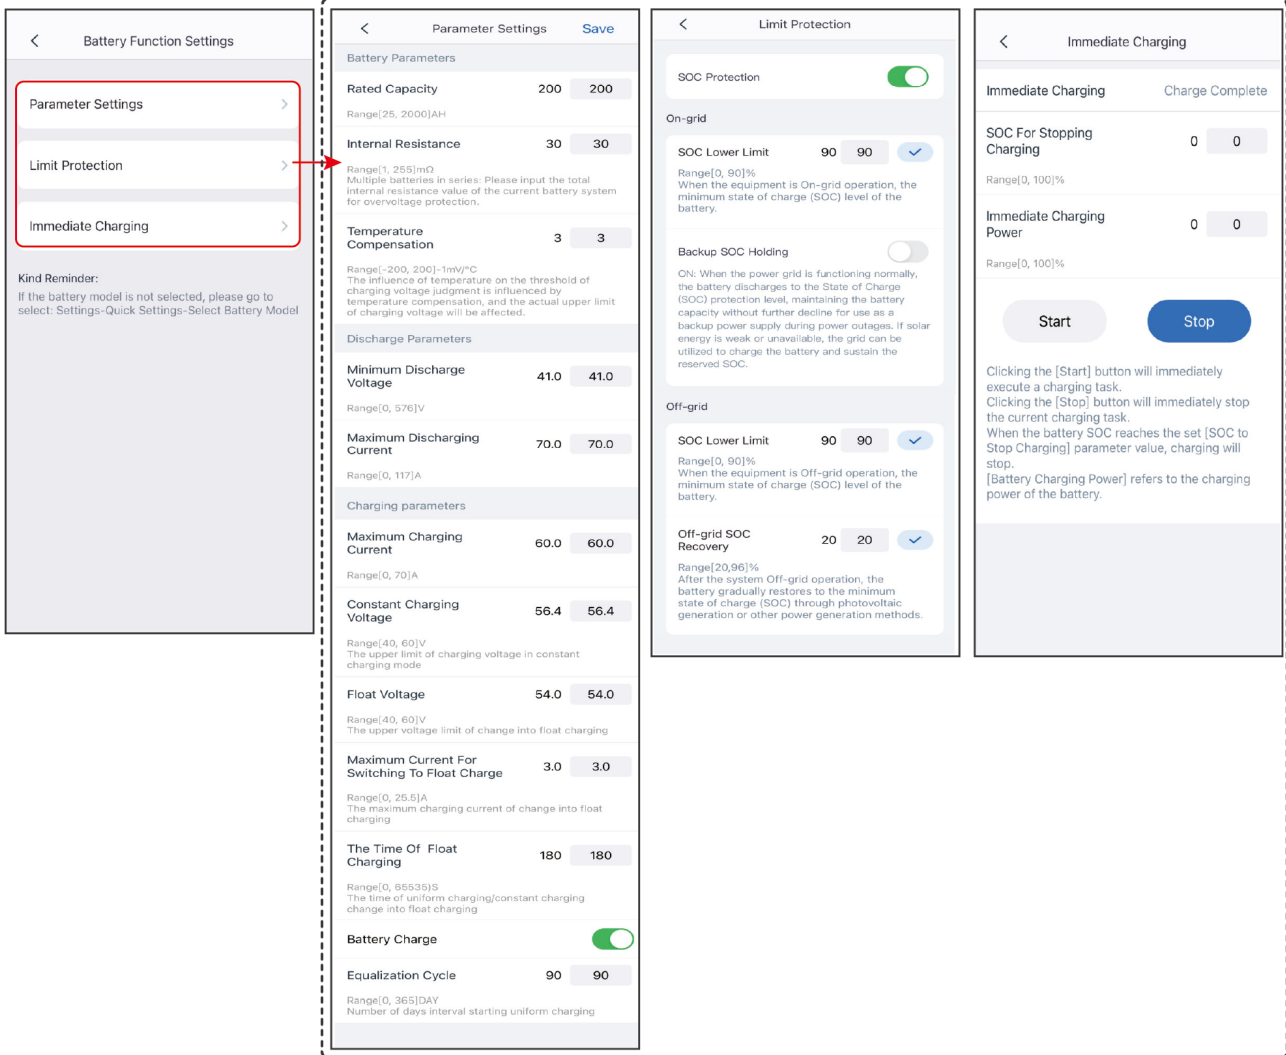 Battery Function Settings
Parameter Settings
Limit Protection
Immediate Charging
Kind Reminder:
If the battery model is not selected, please go to
select: Settings-Quick Settings-Select Battery Model
Parameter Settings Save
Battery Parameters
Rated Capacity 200 200
Range[25, 2000]AH
Internal Resistance 30 30
Range[1, 255]mΩ
Multiple batteries in series: Please input the total
internal resistance value of the current battery system
for overvoltage protection.
Temperature
Compensation 3 3
Range[-200, 200]-1mV/°C
The influence of temperature on the threshold of
charging voltage judgment is influenced by
temperature compensation, and the actual upper limit
of charging voltage will be affected.
Discharge Parameters
Minimum Discharge
Voltage 41.0 41.0
Range[0, 576]V
Maximum Discharging
Current 70.0 70.0
Range[0, 117]A
Charging parameters
Maximum Charging
Current 60.0 60.0
Range[0, 70]A
Constant Charging
Voltage 56.4 56.4
Range[40, 60]V
The upper limit of charging voltage in constant
charging mode
Float Voltage 54.0 54.0
Range[40, 60]V
The upper voltage limit of change into float charging
Maximum Current For
Switching To Float Charge 3.0 3.0
Range[0, 25.5]A
The maximum charging current of change into float
charging
The Time Of Float
Charging 180 180
Range[0, 65535)S
The time of uniform charging/constant charging
change into float charging
Battery Charge
Equalization Cycle 90 90
Range[0, 365]DAY
Number of days interval starting uniform charging
Limit Protection
SOC Protection
On-grid
SOC Lower Limit 90 90
Range[0, 90]%
When the equipment is On-grid operation, the
minimum state of charge (SOC) level of the
battery.
Backup SOC Holding
ON: When the power grid is functioning normally,
the battery discharges to the State of Charge
(SOC) protection level, maintaining the battery
capacity without further decline for use as a
backup power supply during power outages. If solar
energy is weak or unavailable, the grid can be
utilized to charge the battery and sustain the
reserved SOC.
Off-grid
SOC Lower Limit 90 90
Range[0, 90]%
When the equipment is Off-grid operation, the
minimum state of charge (SOC) level of the
battery.
Off-grid SOC
Recovery 20 20
Range[20,96]%
After the system Off-grid operation, the
battery gradually restores to the minimum
state of charge (SOC) through photovoltaic
generation or other power generation methods.
Immediate Charging
Immediate Charging Charge Complete
SOC For Stopping
Charging 0 0
Range[0, 100]%
Immediate Charging
Power 0 0
Range[0, 100]%
Start Stop
Clicking the [Start] button will immediately
execute a charging task.
Clicking the [Stop] button will immediately stop
the current charging task.
When the battery SOC reaches the set [SOC to
Stop Charging] parameter value, charging will
stop.
[Battery Charging Power] refers to the charging
power of the battery.